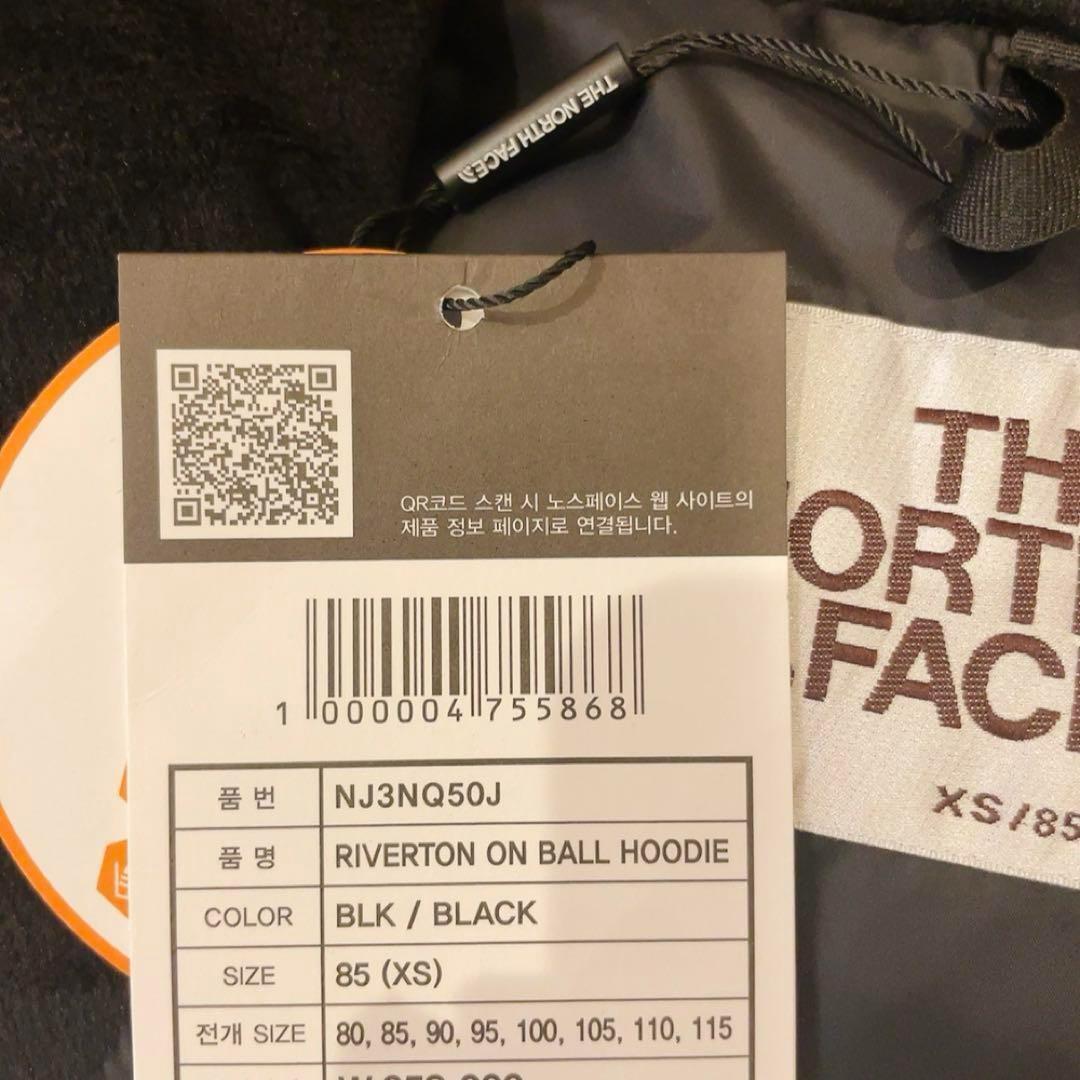 THE NORTH FACE
QR코드 스캔 시 노스페이스 웹 사이트의
제품 정보 페이지로 연결됩니다.
1 000004 755868
품 번 NJ3NQ50J
품 명 RIVERTON ON BALL HOODIE
COLOR BLK / BLACK
SIZE 85 (XS)
전개 SIZE 80, 85, 90, 95, 100, 105, 110, 115
TH
ORT
FAC
XS/85